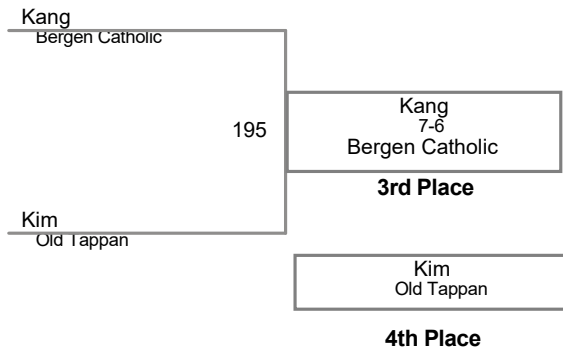 Kang
Bergen Catholic
195
Kang
7-6
Bergen Catholic
3rd Place
Kim
Old Tappan
Kim
Old Tappan
4th Place